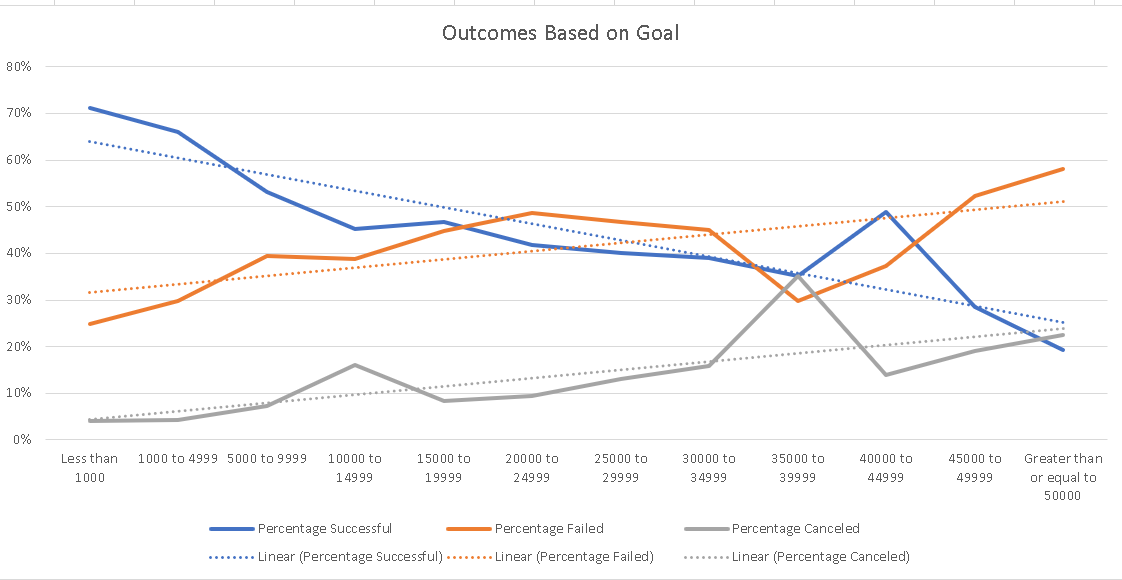 Outcomes Based on Goal
80%
70%
60%
50%
40%
30%
20%
10%
0%
Less than
1000
1000 to 4999
5000 to 9999
10000 to
14999
15000 to
19999
20000 to
24999
25000 to
29999
30000 to
34999
35000 to
39999
40000 to
44999
45000 to
49999
Greater than
or equal to
50000
Percentage Successful
Percentage Failed
Percentage Canceled
Linear (Percentage Successful)
Linear (Percentage Failed)
Linear (Percentage Canceled)